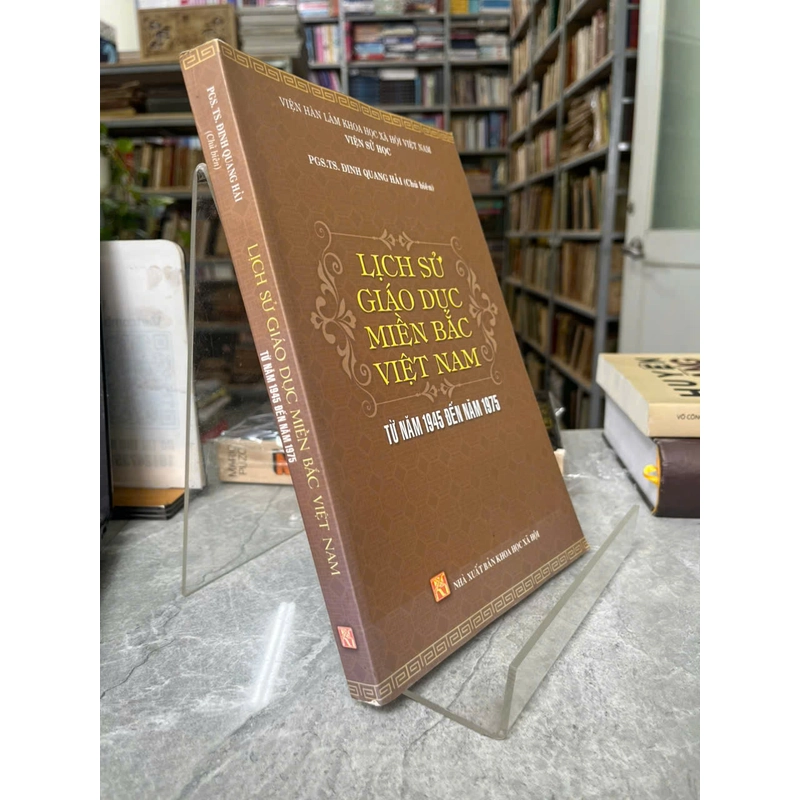 VIỆN HÀN LÂM KHOA HỌC XÃ HỘI VIỆT NAM
VIỆN SỬ HỌC
PGS.TS. ĐINH QUANG HẢI (Chủ biên)
LỊCH SỬ
GIÁO DỤC
MIỀN BẮC
VIỆT NAM
TỪ NĂM 1945 ĐẾN NĂM 1975
NHÀ XUẤT BẢN KHOA HỌC XÃ HỘI
PGS. TS. ĐINH QUANG HẢI
(Chủ biên)
LỊCH SỬ GIÁO DỤC MIỀN BẮC VIỆT NAM
TỪ NĂM 1945 ĐẾN NĂM 1975
HUYỀN
VÕ CÔN